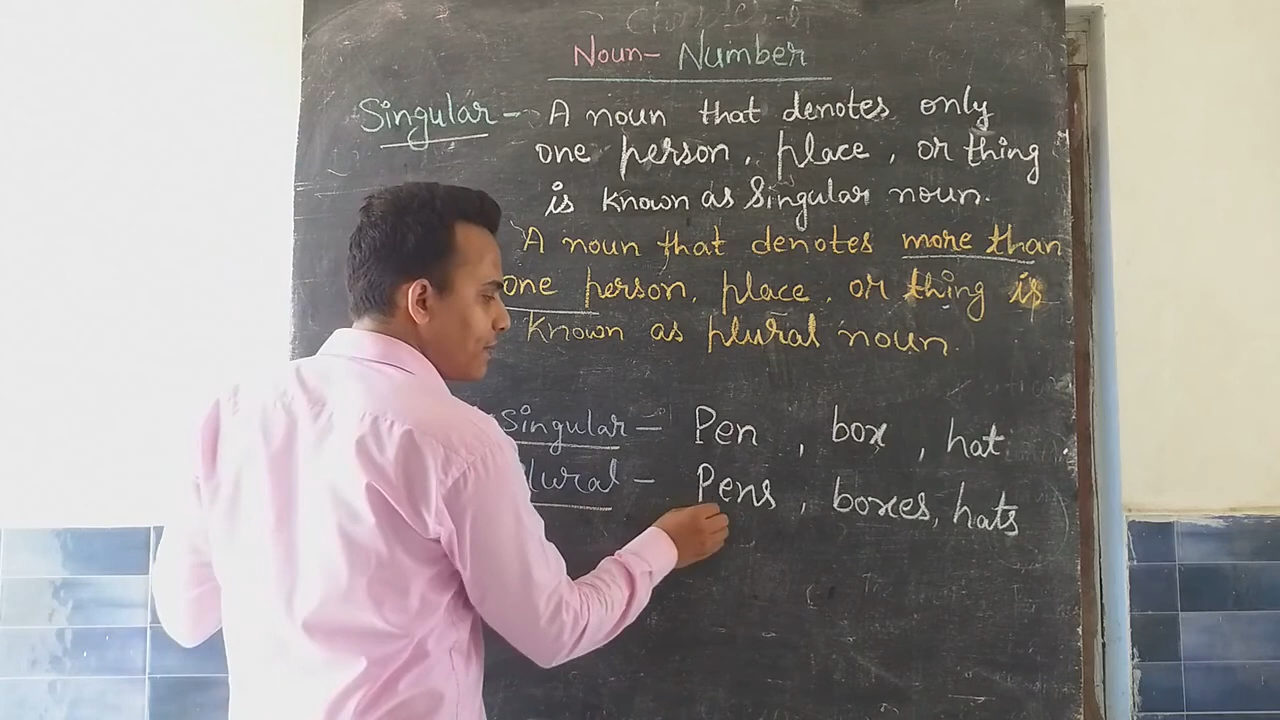 Noun- Number
Singular - A noun that denotes only
one person, place, or thing
is known as Singular noun.
A noun that denotes more than
one person, place, or thing is
known as plural noun.
Singular - Pen , box , hat
lural - Pens , boxes, hats